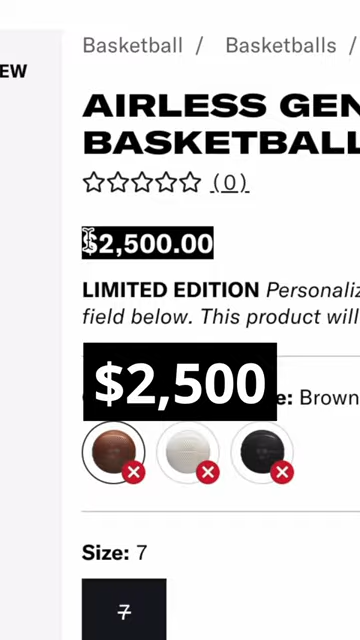 Basketball / Basketballs /
EW
AIRLESS GEN
BASKETBALL
(0)
$2,500.00
LIMITED EDITION Personaliz
field below. This product will
$2,500
e: Brown
Size: 7
7